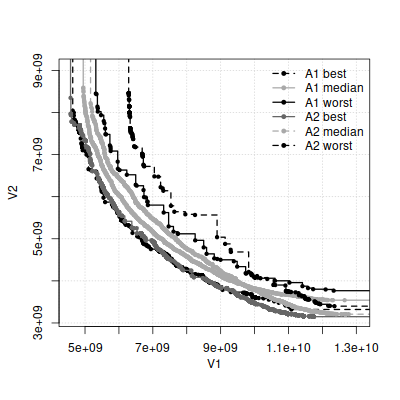 9e+09
7e+09
5e+09
3e+09
V2
A1 best
A1 median
A1 worst
A2 best
A2 median
A2 worst
5e+09 7e+09 9e+09 1.1e+10 1.3e+10
V1